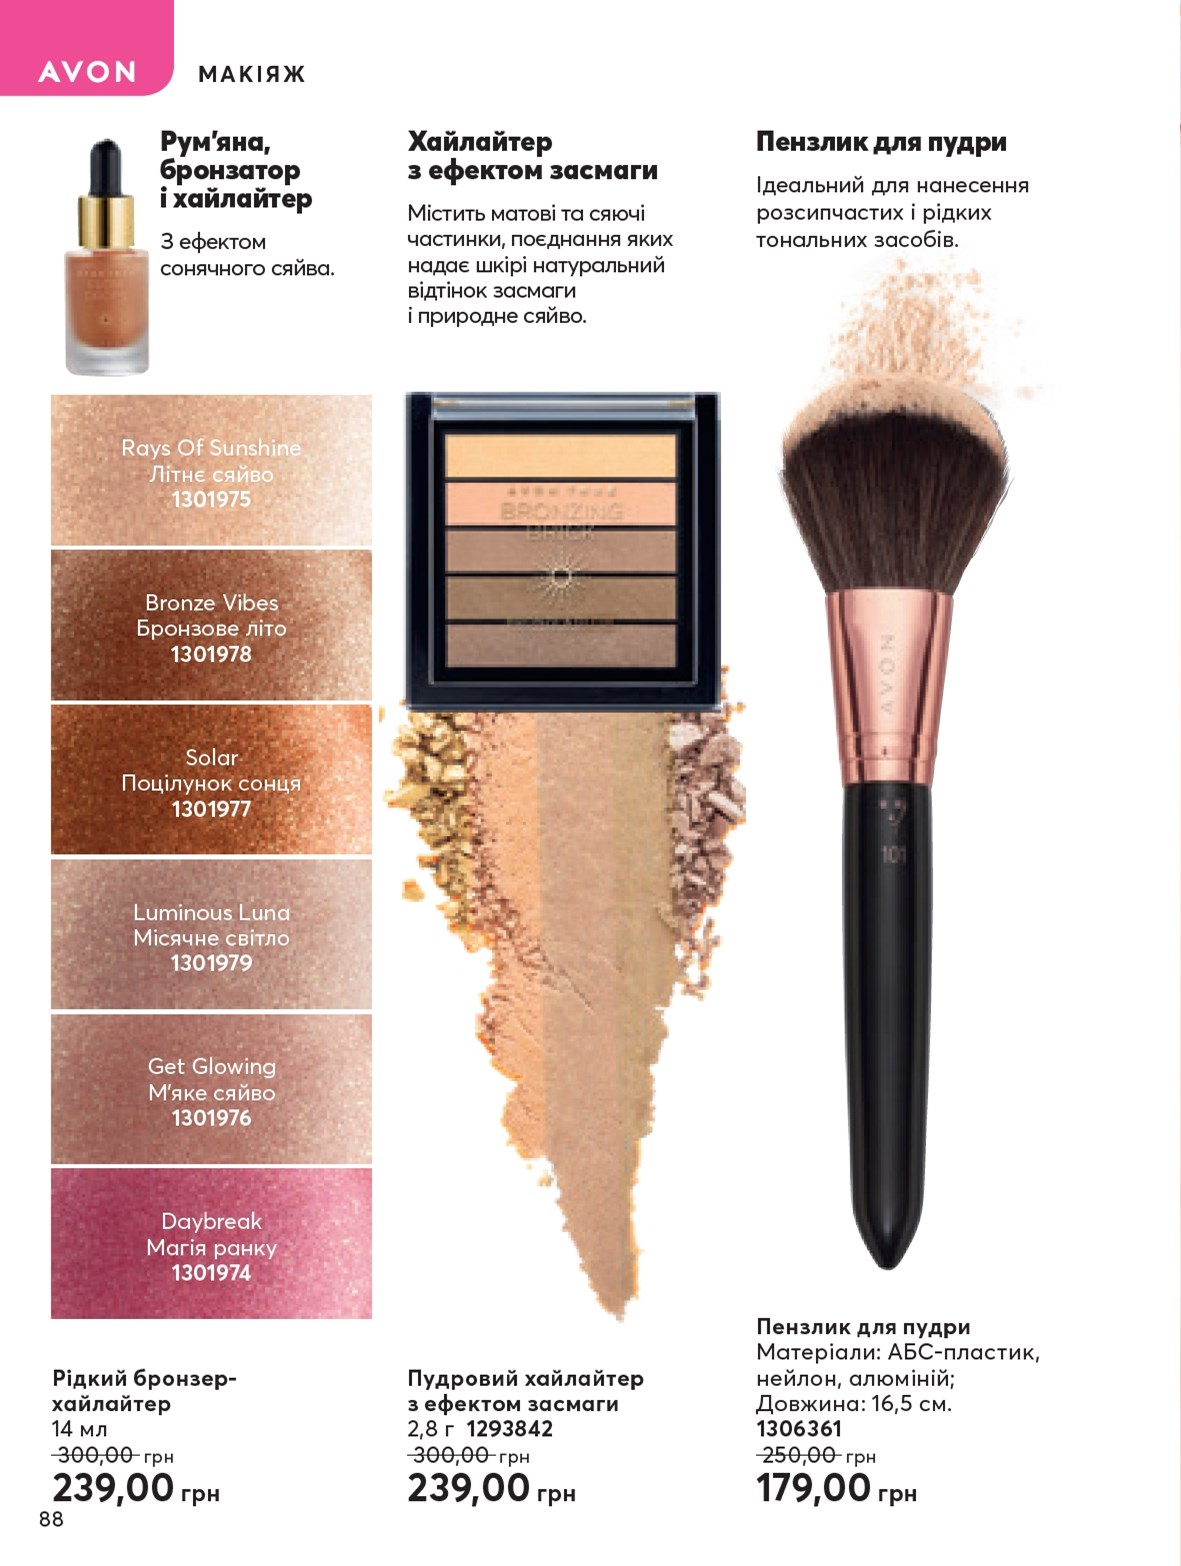 AVON
МАКІЯЖ
Рум'яна,
бронзатор
і хайлайтер
З ефектом
сонячного сяйва.
Хайлайтер
з ефектом засмаги
Містить матові та сяючі
частинки, поєднання яких
надає шкірі натуральний
відтінок засмаги
і природне сяйво.
Пензлик для пудри
Ідеальний для нанесення
розсипчастих і рідких
тональних засобів.
Rays Of Sunshine
Літнє сяйво
1301975
Bronze Vibes
Бронзове літо
1301978
Solar
Поцілунок сонця
1301977
Luminous Luna
Місячне світло
1301979
Get Glowing
М'яке сяйво
1301976
Daybreak
Магія ранку
1301974
AVON TRUE
BRONZING
BRICK
AVON
101
Рідкий бронзер-
хайлайтер
14 мл
300,00 грн
239,00 грн
Пудровий хайлайтер
з ефектом засмаги
2,8 г 1293842
300,00 грн
239,00 грн
Пензлик для пудри
Матеріали: АБС-пластик,
нейлон, алюміній;
Довжина: 16,5 см.
1306361
250,00 грн
179,00 грн
88